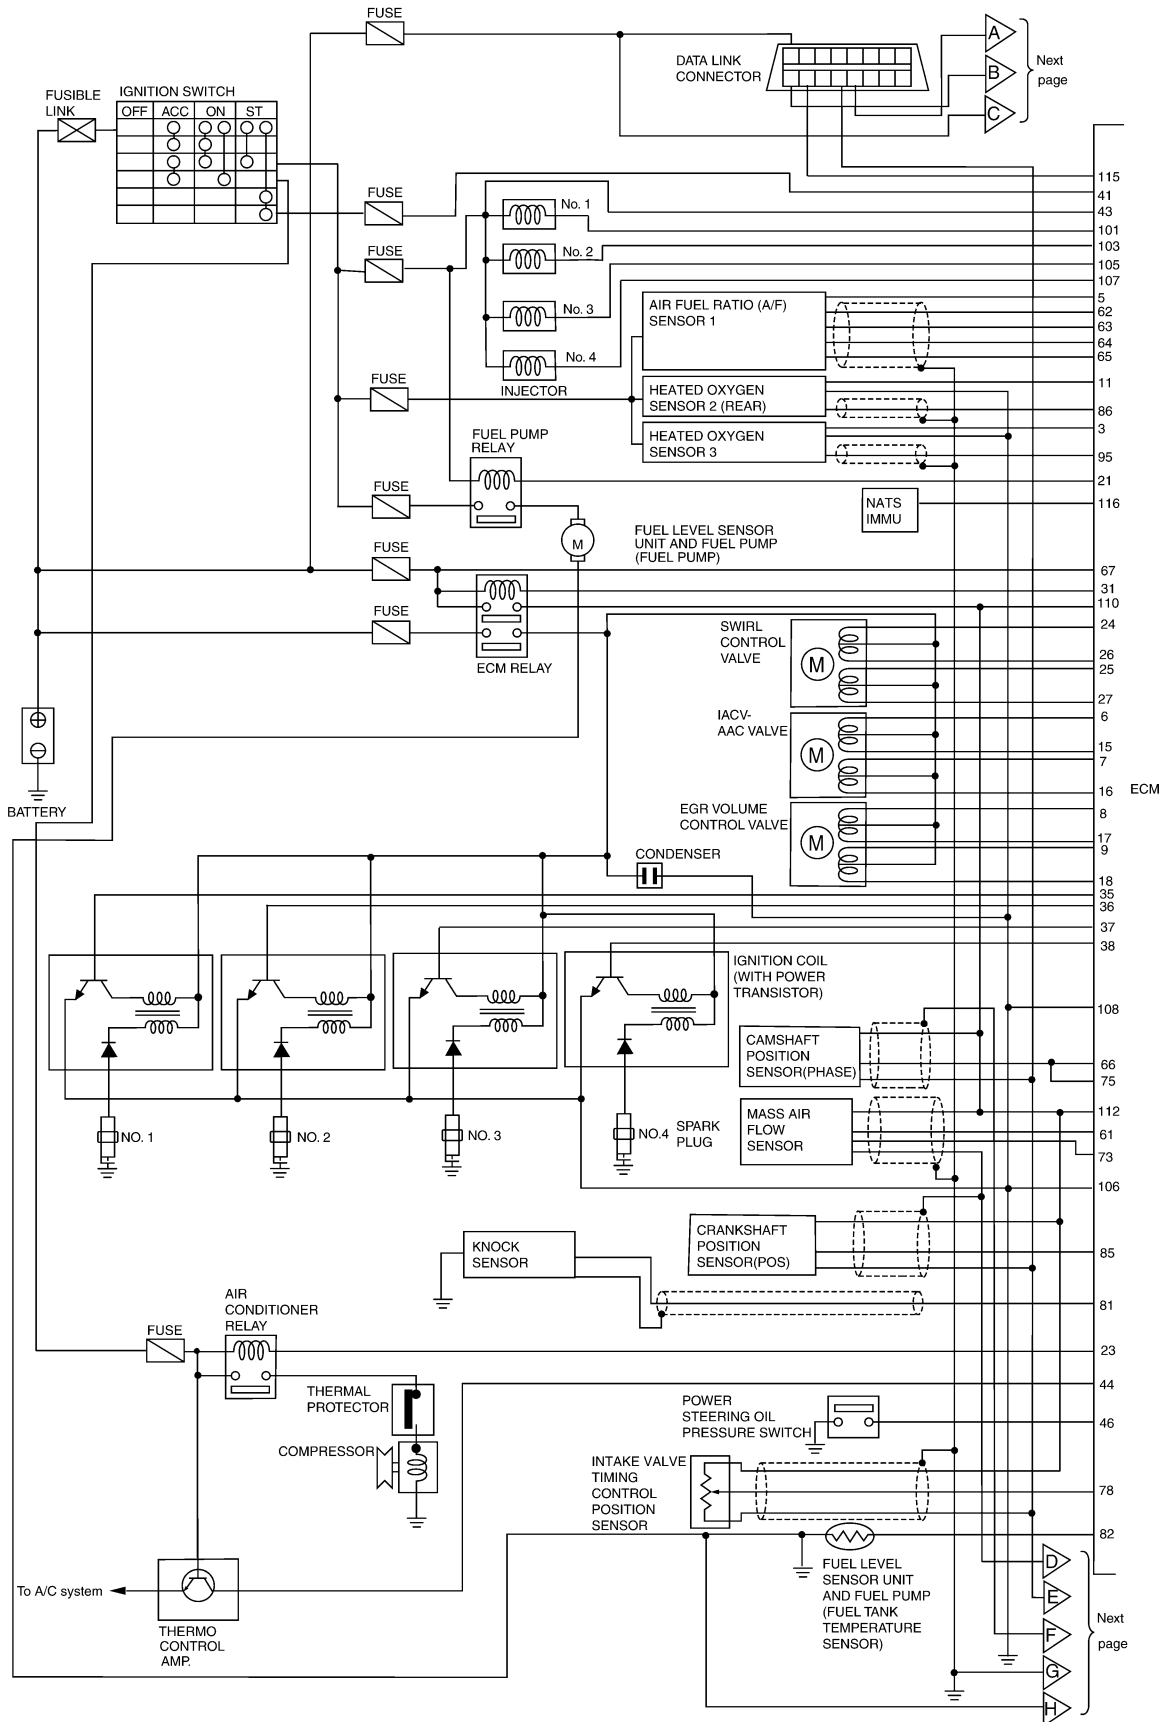 FUSE
A
DATA LINK
CONNECTOR
B
Next
page
C
FUSIBLE
LINK
IGNITION SWITCH
OFF ACC ON ST
115
FUSE
41
43
No. 1
101
FUSE
No. 2
103
105
107
5
No. 3
AIR FUEL RATIO (A/F)
SENSOR 1
62
63
64
65
No. 4
INJECTOR
FUSE
HEATED OXYGEN
SENSOR 2 (REAR)
11
86
HEATED OXYGEN
SENSOR 3
3
95
FUEL PUMP
RELAY
21
FUSE
NATS
IMMU
116
M
FUEL LEVEL SENSOR
UNIT AND FUEL PUMP
(FUEL PUMP)
FUSE
67
31
110
FUSE
ECM RELAY
SWIRL
CONTROL
VALVE
M
24
26
25
27
IACV-
AAC VALVE
M
6
15
7
16
ECM
BATTERY
EGR VOLUME
CONTROL VALVE
M
8
17
9
18
CONDENSER
35
36
37
38
IGNITION COIL
(WITH POWER
TRANSISTOR)
108
CAMSHAFT
POSITION
SENSOR(PHASE)
66
75
MASS AIR
FLOW
SENSOR
112
61
73
NO. 1
NO. 2
NO. 3
NO.4
SPARK
PLUG
106
CRANKSHAFT
POSITION
SENSOR(POS)
85
KNOCK
SENSOR
81
AIR
CONDITIONER
RELAY
FUSE
23
THERMAL
PROTECTOR
44
POWER
STEERING OIL
PRESSURE SWITCH
46
COMPRESSOR
INTAKE VALVE
TIMING
CONTROL
POSITION
SENSOR
78
82
FUEL LEVEL
SENSOR UNIT
AND FUEL PUMP
(FUEL TANK
TEMPERATURE
SENSOR)
To A/C system
THERMO
CONTROL
AMP.
D
E
F
G
H
Next
page